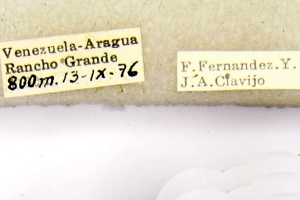 Venezuela-Aragua
Rancho Grande
800m. 13-IX-76
F.Fernandez.Y.
J.A.Clavijo